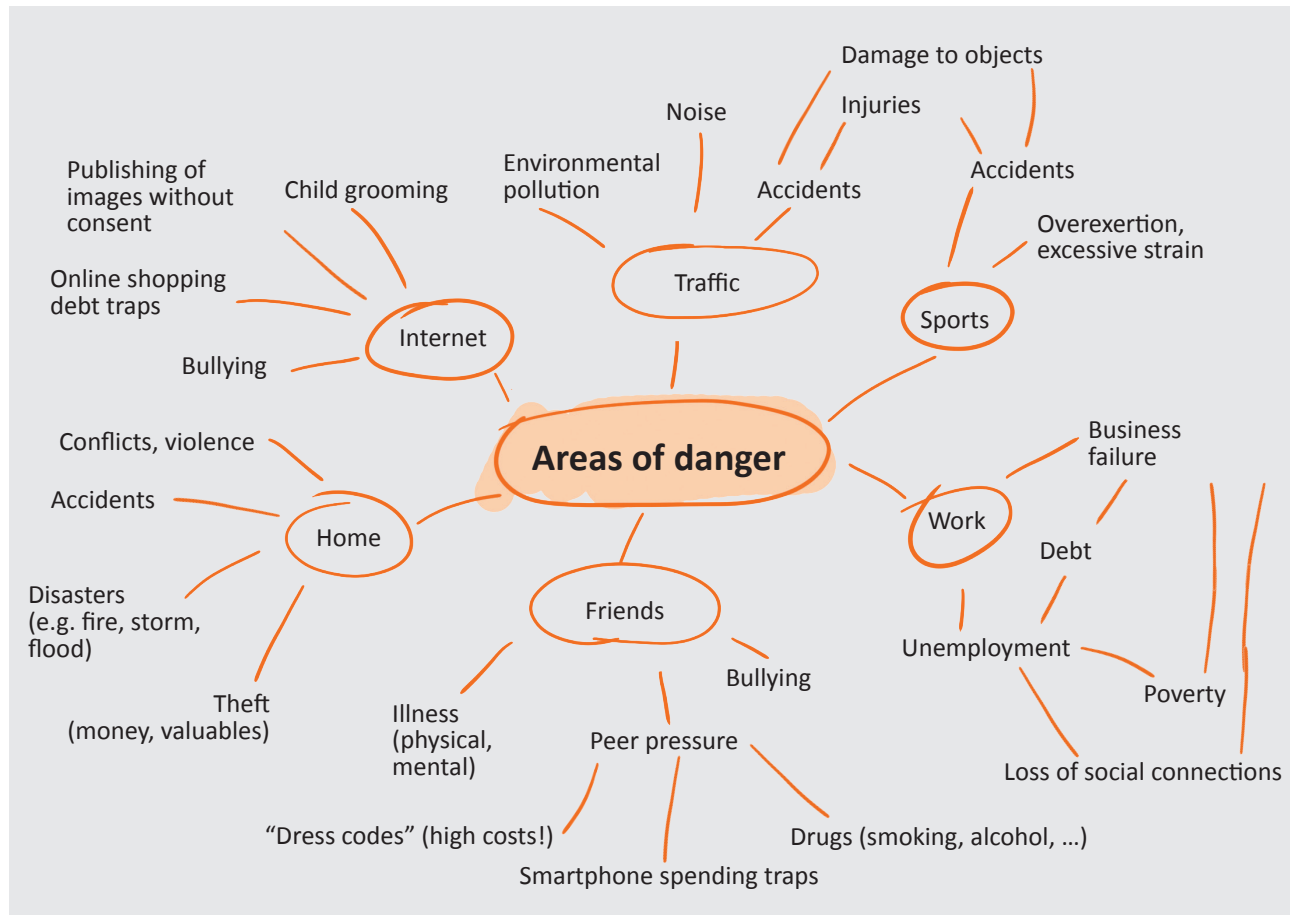 Damage to objects
Noise
Injuries
Environmental
pollution
Accidents
Accidents
Publishing of
images without
consent
Child grooming
Overexertion,
excessive strain
Traffic
Online shopping
debt traps
Sports
Internet
Bullying
Areas of danger
Conflicts, violence
Business
failure
Accidents
Home
Work
Debt
Disasters
(e.g. fire, storm,
flood)
Friends
Unemployment
Bullying
Poverty
Theft
(money, valuables)
Illness
(physical,
mental)
Peer pressure
Loss of social connections
“Dress codes” (high costs!)
Drugs (smoking, alcohol, ...)
Smartphone spending traps